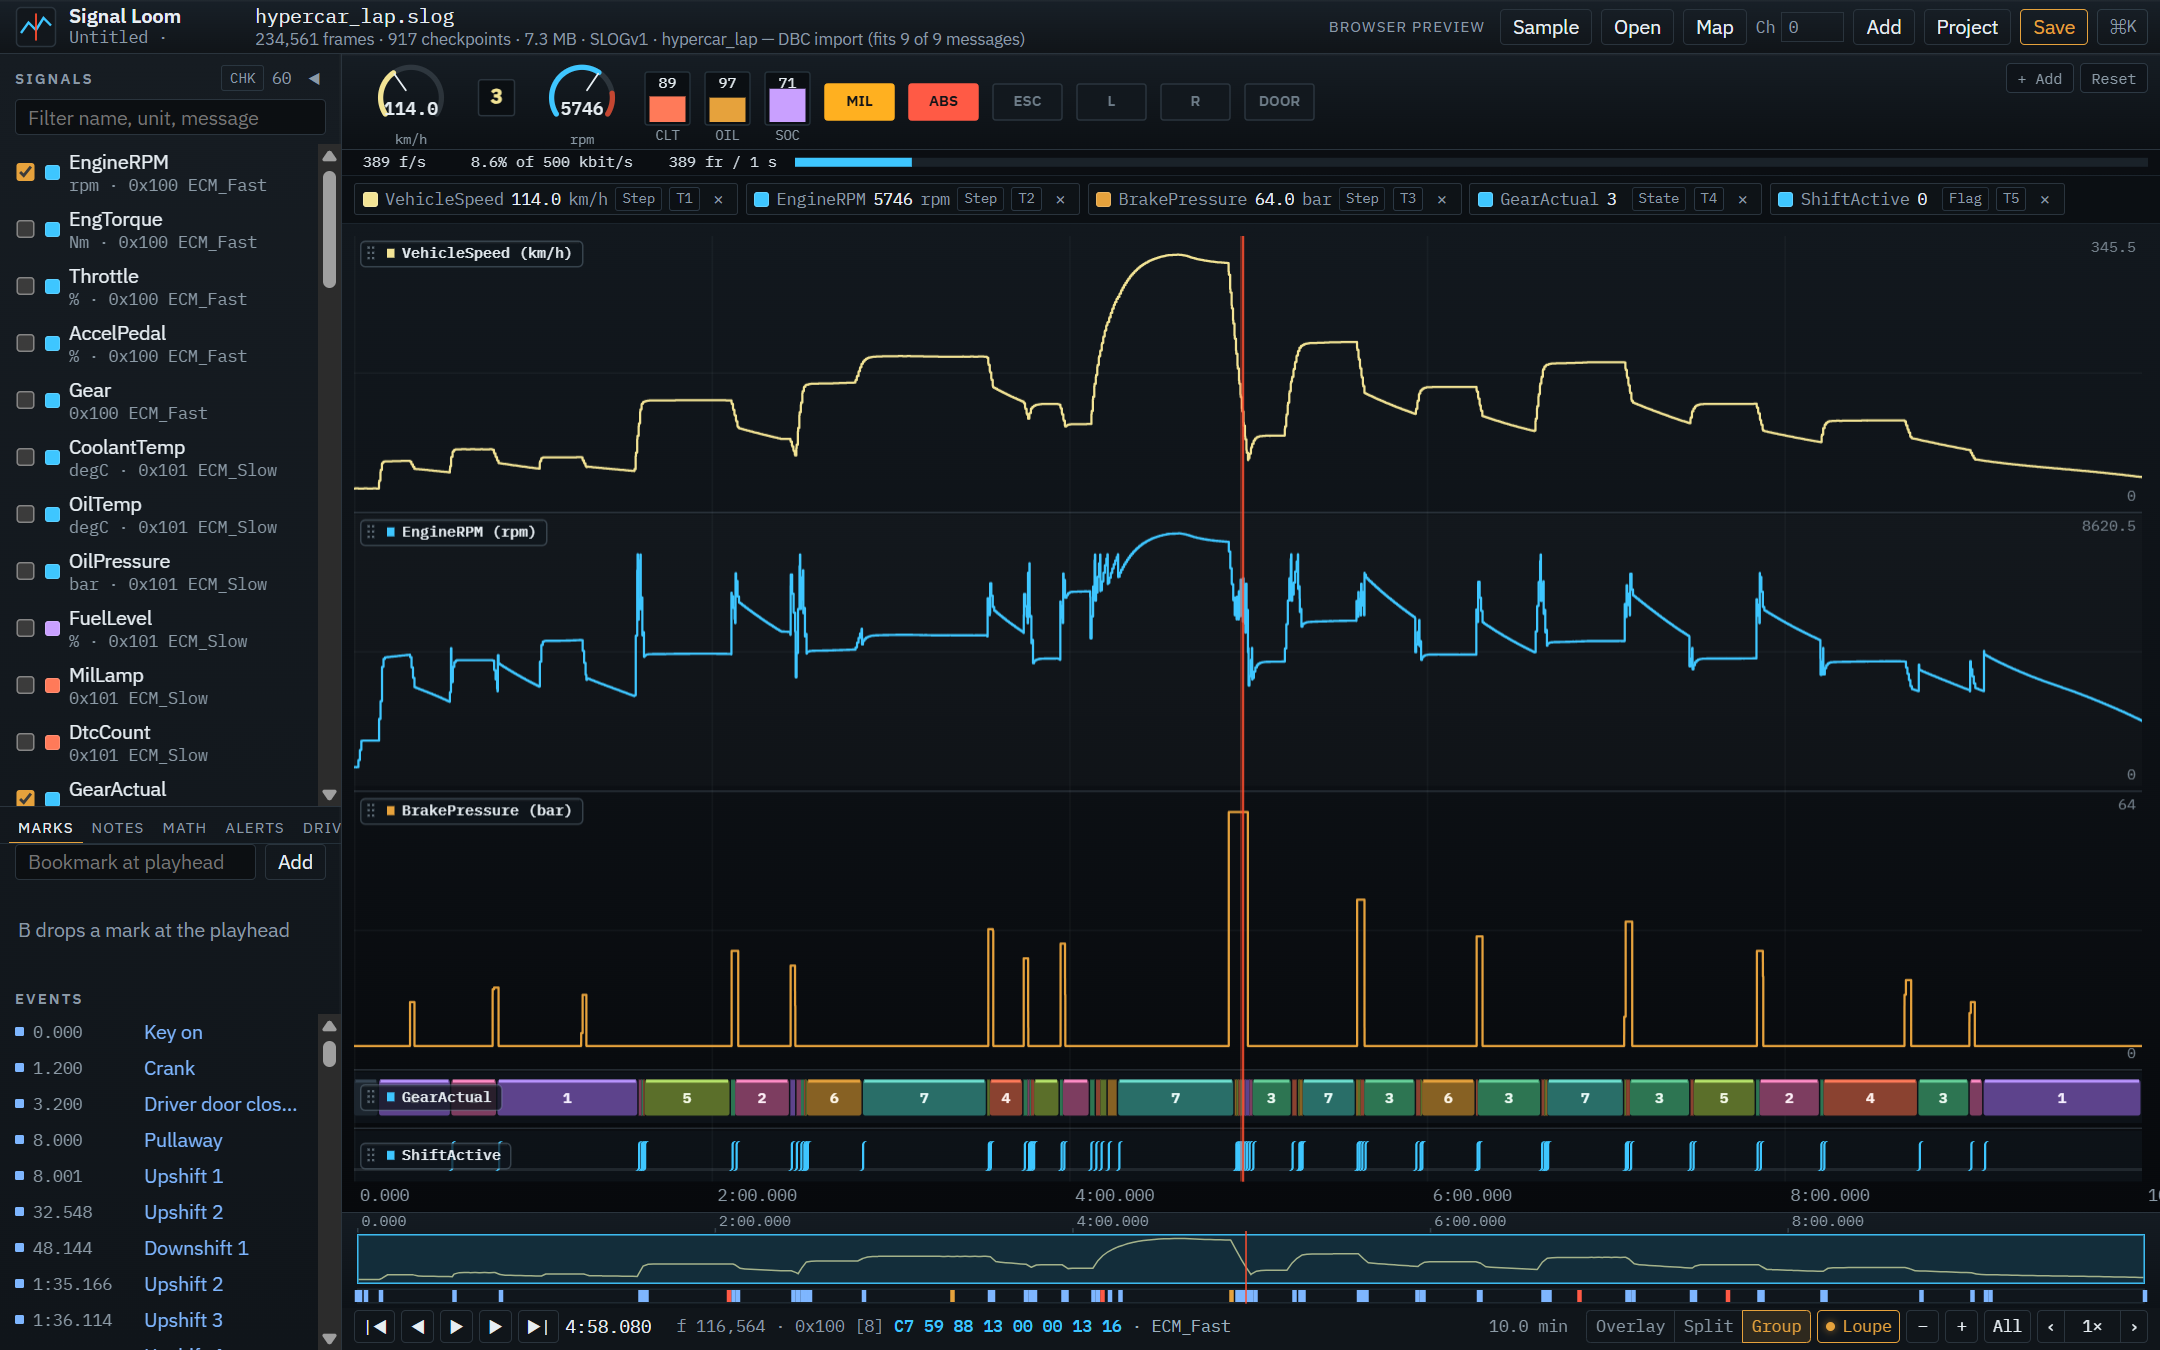 Signal Loom
Untitled ·
hypercar_lap.slog
234,561 frames · 917 checkpoints · 7.3 MB · SLOGv1 · hypercar_lap — DBC import (fits 9 of 9 messages)
BROWSER PREVIEW
Sample
Open
Map
Ch 0
Add
Project
Save
⌘K
SIGNALS
CHK
60
◀
Filter name, unit, message
EngineRPM
rpm · 0x100 ECM_Fast
EngTorque
Nm · 0x100 ECM_Fast
Throttle
% · 0x100 ECM_Fast
AccelPedal
% · 0x100 ECM_Fast
Gear
0x100 ECM_Fast
CoolantTemp
degC · 0x101 ECM_Slow
OilTemp
degC · 0x101 ECM_Slow
OilPressure
bar · 0x101 ECM_Slow
FuelLevel
% · 0x101 ECM_Slow
MilLamp
0x101 ECM_Slow
DtcCount
0x101 ECM_Slow
GearActual
MARKS NOTES MATH ALERTS DRIV
Bookmark at playhead
Add
B drops a mark at the playhead
EVENTS
0.000 Key on
1.200 Crank
3.200 Driver door clos...
8.000 Pullaway
8.001 Upshift 1
32.548 Upshift 2
48.144 Downshift 1
1:35.166 Upshift 2
1:36.114 Upshift 3
114.0
km/h
3
5746
rpm
89
CLT
97
OIL
71
SOC
MIL
ABS
ESC
L
R
DOOR
+ Add
Reset
389 f/s 8.6% of 500 kbit/s 389 fr / 1 s
VehicleSpeed 114.0 km/h Step T1 ×
EngineRPM 5746 rpm Step T2 ×
BrakePressure 64.0 bar Step T3 ×
GearActual 3 State T4 ×
ShiftActive 0 Flag T5 ×
VehicleSpeed (km/h)
345.5
0
EngineRPM (rpm)
8620.5
0
BrakePressure (bar)
64
0
GearActual
1 5 2 6 7 4 7 3 7 3 6 3 7 3 5 2 4 3 1
ShiftActive
0.000 2:00.000 4:00.000 6:00.000 8:00.000 10
0.000 2:00.000 4:00.000 6:00.000 8:00.000
4:58.080
f 116,564 · 0x100 [8] C7 59 88 13 00 00 13 16 · ECM_Fast
10.0 min
Overlay
Split
Group
Loupe
−
+
All
‹
1×
›